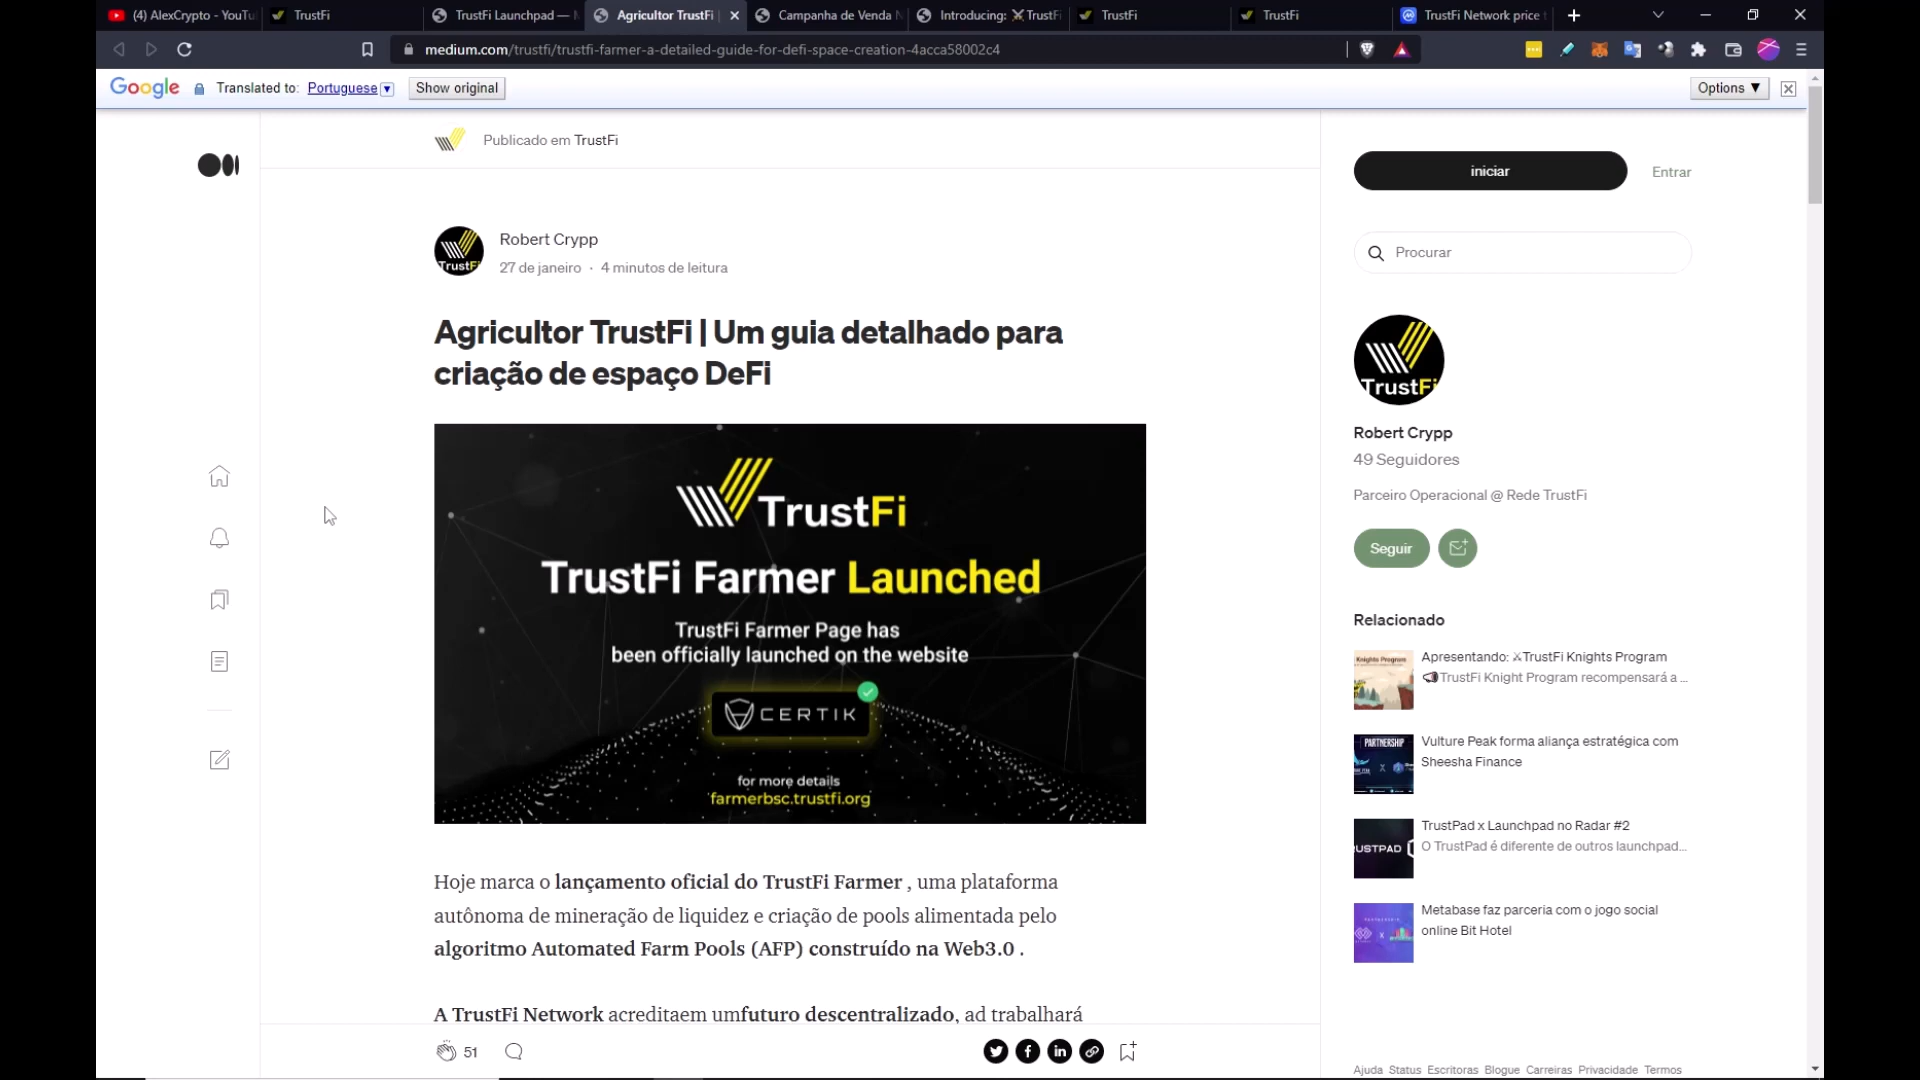 (4) AlexCrypto - YouTu
TrustFi
TrustFi Launchpad —
Agricultor TrustFi |
Campanha de Venda
Introducing: ⚔TrustFi
TrustFi
TrustFi
TrustFi Network price t
medium.com/trustfi/trustfi-farmer-a-detailed-guide-for-defi-space-creation-4acca58002c4
Google
Translated to: Portuguese
Show original
Options ▼
Publicado em TrustFi
Robert Crypp
27 de janeiro · 4 minutos de leitura
Agricultor TrustFi | Um guia detalhado para
criação de espaço DeFi
TrustFi
TrustFi
TrustFi Farmer Launched
TrustFi Farmer Page has
been officially launched on the website
CERTIK
for more details
farmerbsc.trustfi.org
Hoje marca o lançamento oficial do TrustFi Farmer , uma plataforma
autônoma de mineração de liquidez e criação de pools alimentada pelo
algoritmo Automated Farm Pools (AFP) construído na Web3.0 .
A TrustFi Network acreditaem umfuturo descentralizado, ad trabalhará
51
iniciar
Entrar
Procurar
TrustFi
Robert Crypp
49 Seguidores
Parceiro Operacional @ Rede TrustFi
Seguir
Relacionado
Knights Program
Apresentando: ⚔TrustFi Knights Program
📢TrustFi Knight Program recompensará a ...
PARTNERSHIP
Vulture Peak forma aliança estratégica com
Sheesha Finance
TrustPad x Launchpad no Radar #2
O TrustPad é diferente de outros launchpad...
RUSTPAD
Metabase faz parceria com o jogo social
online Bit Hotel
Ajuda Status Escritoras Blogue Carreiras Privacidade Termos